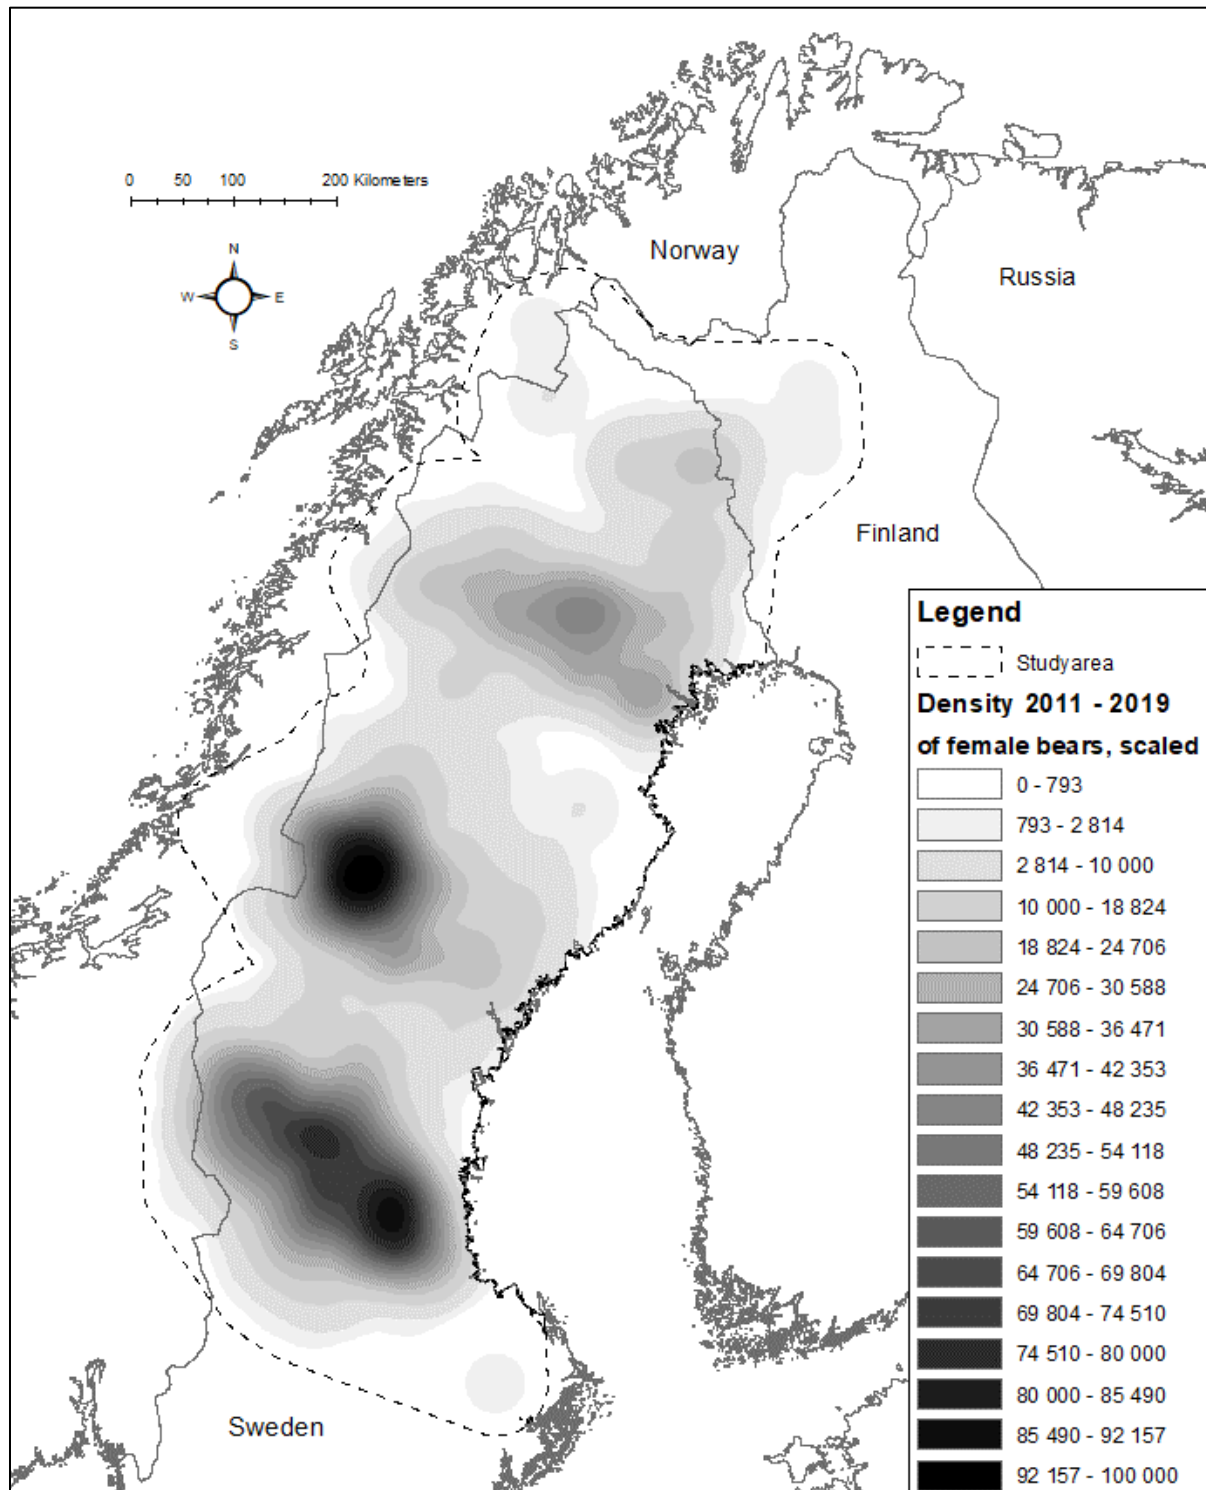 0 50 100 200 Kilometers
N
W E
S
Norway
Russia
Finland
Sweden
Legend
Studyarea
Density 2011 - 2019
of female bears, scaled
0 - 793
793 - 2 814
2 814 - 10 000
10 000 - 18 824
18 824 - 24 706
24 706 - 30 588
30 588 - 36 471
36 471 - 42 353
42 353 - 48 235
48 235 - 54 118
54 118 - 59 608
59 608 - 64 706
64 706 - 69 804
69 804 - 74 510
74 510 - 80 000
80 000 - 85 490
85 490 - 92 157
92 157 - 100 000